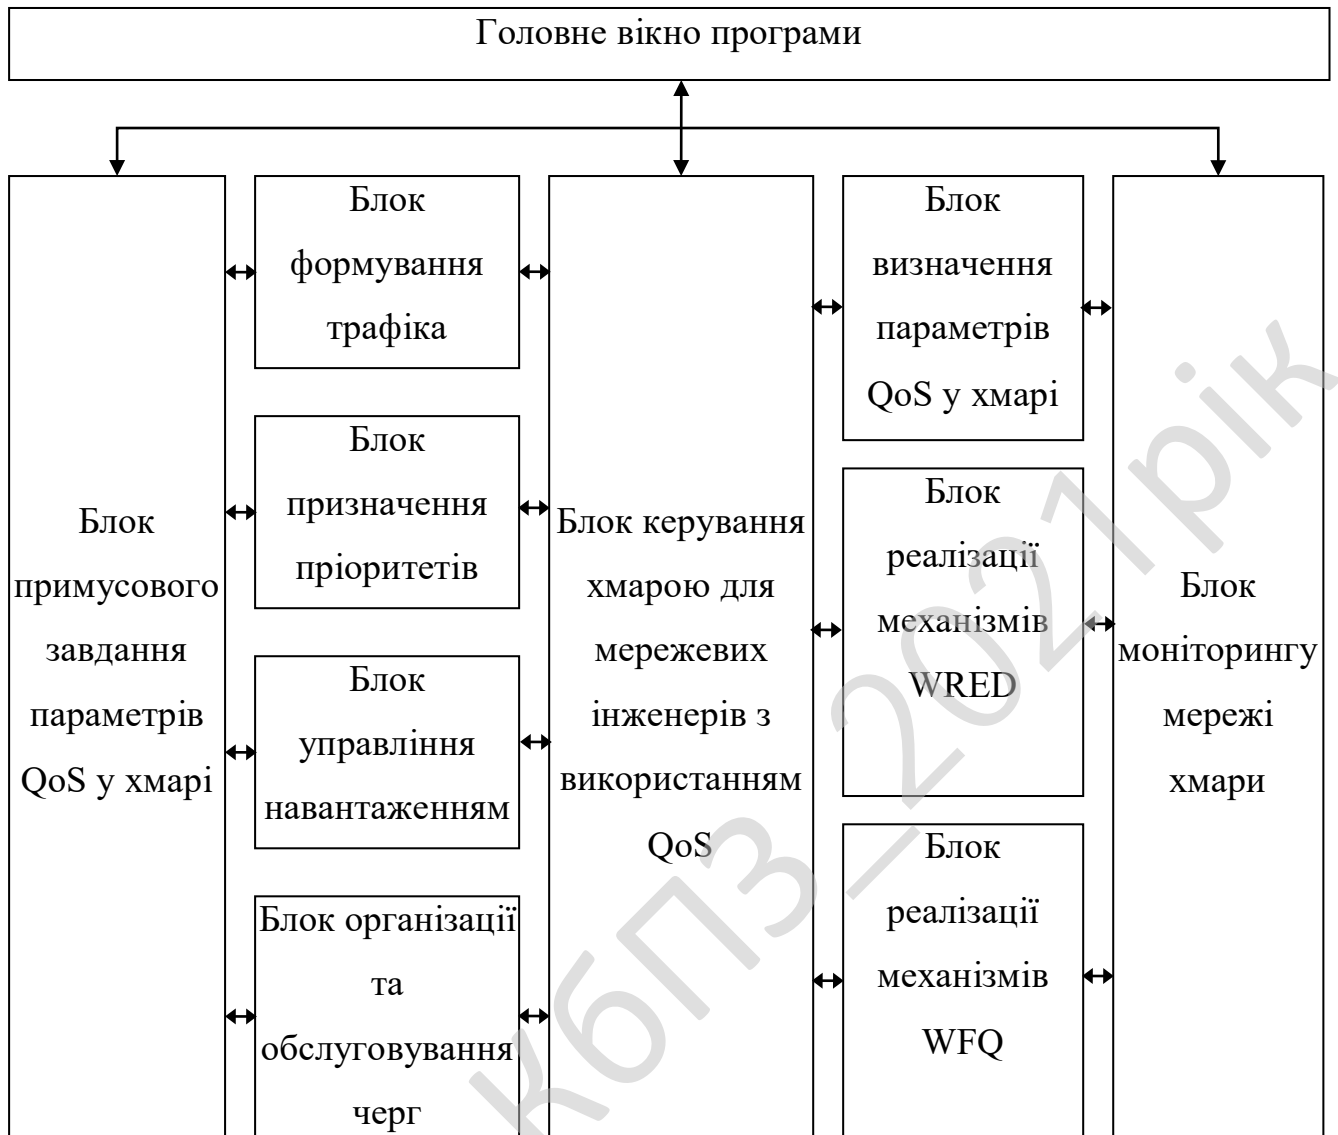 Головне вікно програми
Блок
примусового
завдання
параметрів
QoS у хмарі
Блок
формування
трафіка
Блок
призначення
пріоритетів
Блок
управління
навантаженням
Блок організації
та
обслуговування
черг
Блок керування
хмарою для
мережевих
інженерів з
використанням
QoS
Блок
визначення
параметрів
QoS у хмарі
Блок
реалізації
механізмів
WRED
Блок
реалізації
механізмів
WFQ
Блок
моніторингу
мережі
хмари
КбПЗ_2021рік